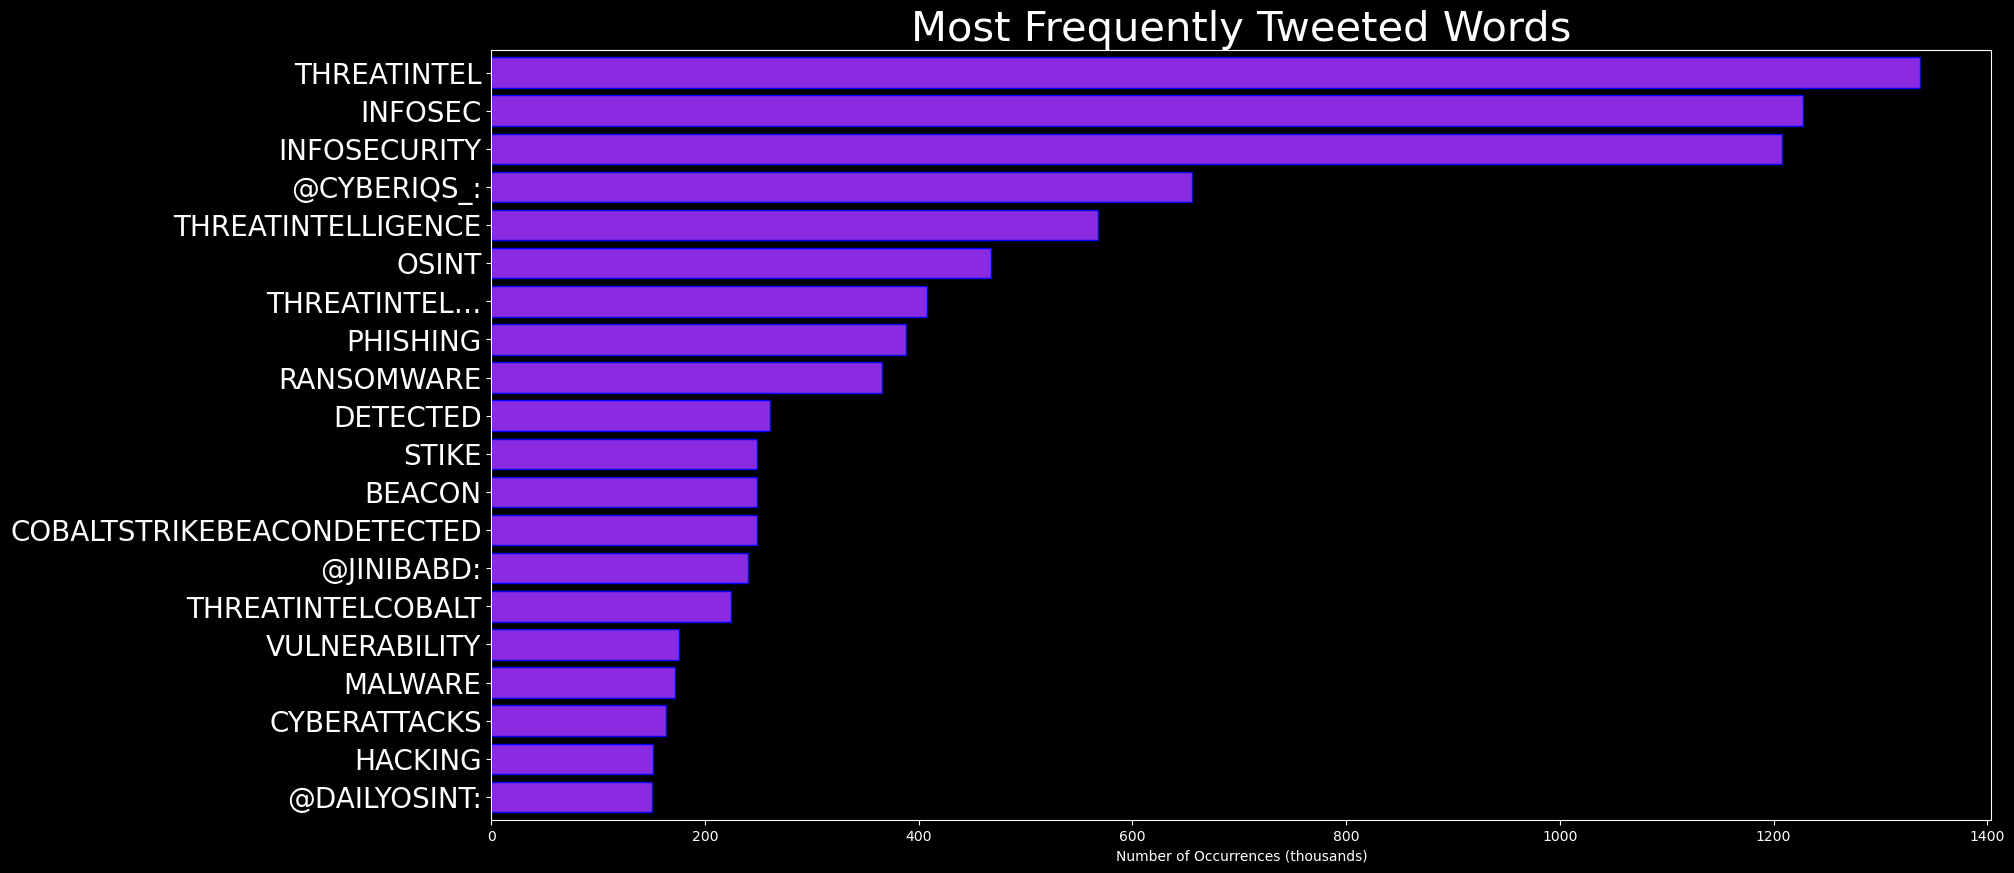 Most Frequently Tweeted Words
THREATINTEL
INFOSEC
INFOSECURITY
@CYBERIQS_:
THREATINTELLIGENCE
OSINT
THREATINTEL…
PHISHING
RANSOMWARE
DETECTED
STIKE
BEACON
COBALTSTRIKEBEACONDETECTED
@JINIBABD:
THREATINTELCOBALT
VULNERABILITY
MALWARE
CYBERATTACKS
HACKING
@DAILYOSINT:
0 200 400 600 800 1000 1200 1400
Number of Occurrences (thousands)